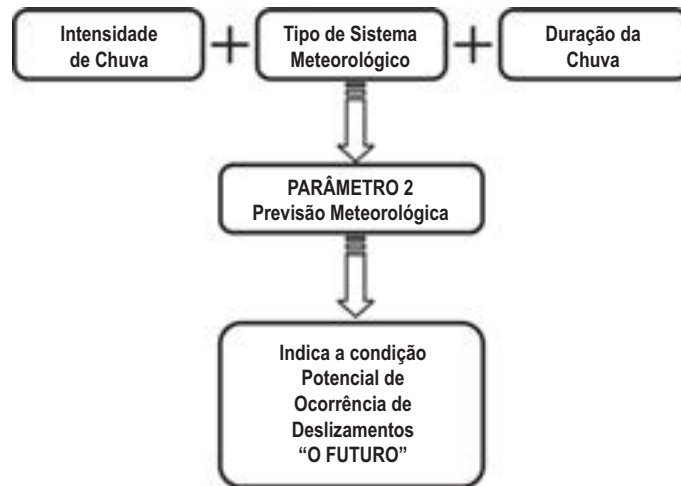 Intensidade
de Chuva
+
Tipo de Sistema
Meteorológico
+
Duração da
Chuva
PARÂMETRO 2
Previsão Meteorológica
Indica a condição
Potencial de
Ocorrência de
Deslizamentos
“O FUTURO”